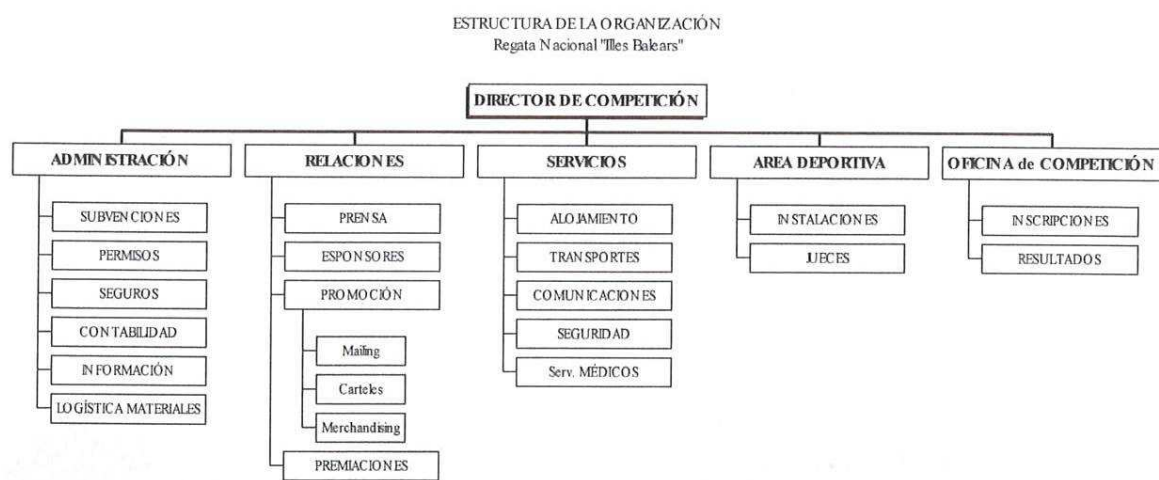 ESTRUCTURA DE LA ORGANIZACIÓN
Regata Nacional "Illes Balears"
DIRECTOR DE COMPETICIÓN
ADMINISTRACIÓN
SUBVENCIONES
PERMISOS
SEGUROS
CONTABILIDAD
INFORMACIÓN
LOGÍSTICA MATERIALES
RELACIONES
PRENSA
ESPONSORES
PROMOCIÓN
Mailing
Carteles
Merchandising
PREMIACIONES
SERVICIOS
ALOJAMIENTO
TRANSPORTES
COMUNICACIONES
SEGURIDAD
Serv. MÉDICOS
AREA DEPORTIVA
INSTALACIONES
JUECES
OFICINA de COMPETICIÓN
INSCRIPCIONES
RESULTADOS